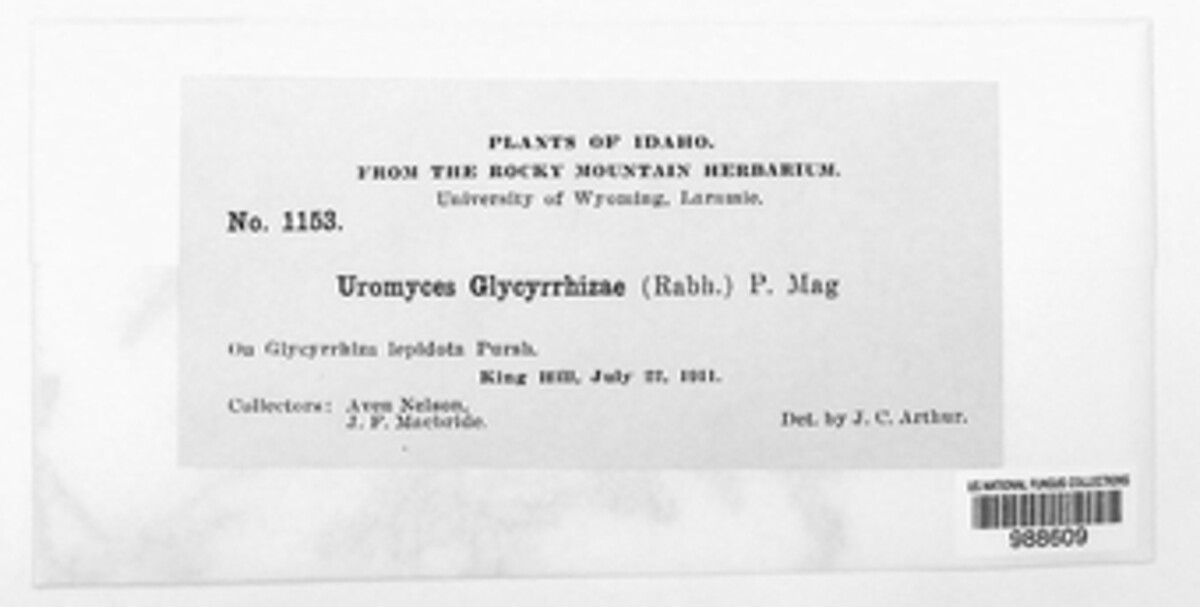 PLANTS OF IDAHO.
FROM THE ROCKY MOUNTAIN HERBARIUM.
University of Wyoming, Laramie.
No. 1153.
Uromyces Glycyrrhizae (Rabh.) P. Mag
On Glycyrrhiza lepidota Pursh.
King Hill, July 27, 1911.
Collectors: Aven Nelson,
J. F. Macbride.
Det. by J. C. Arthur.
US NATIONAL FUNGUS COLLECTIONS
988609